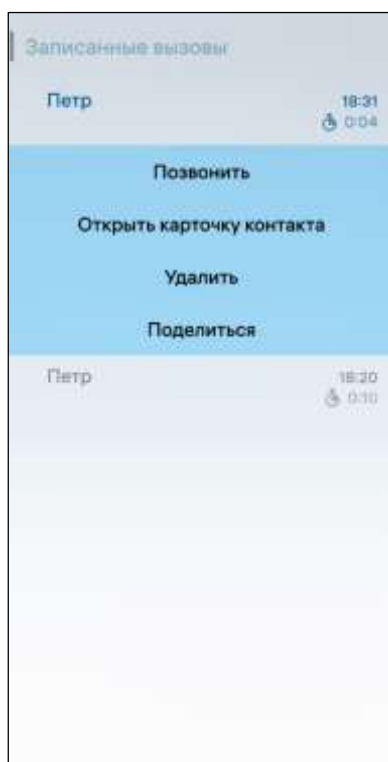 Записанные вызовы
Петр 18:31
0:04
Позвонить
Открыть карточку контакта
Удалить
Поделиться
Петр 18:20
0:10